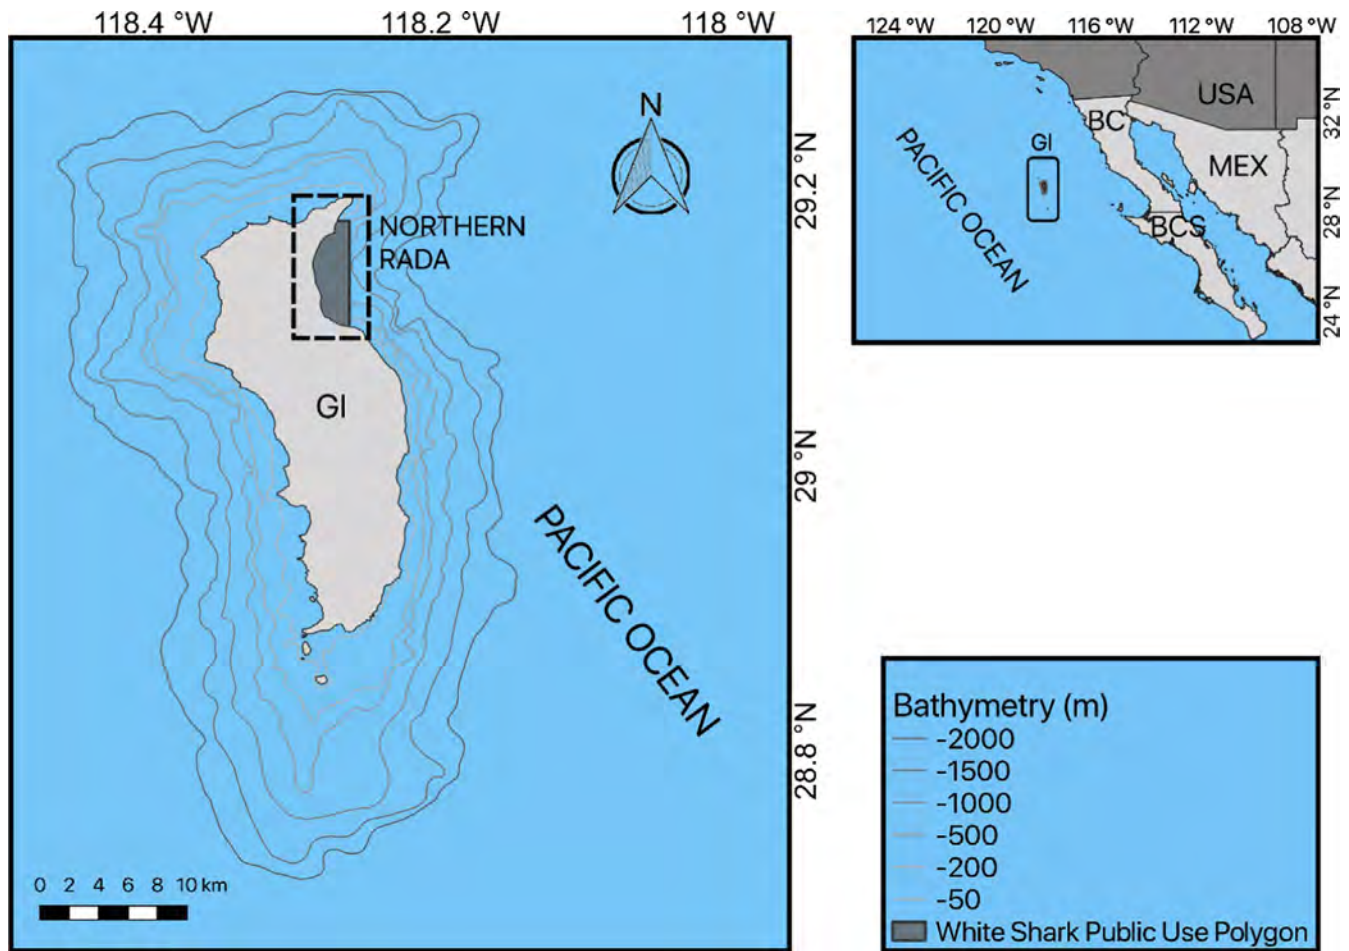 118.4 °W
118.2 °W
118 °W
N
29.2 °N
NORTHERN
RADA
GI
29 °N
PACIFIC OCEAN
28.8 °N
0 2 4 6 8 10 km
124 °W
120 °W
116 °W
112 °W
108 °W
USA
32 °N
BC
GI
MEX
PACIFIC OCEAN
28 °N
BCS
24 °N
Bathymetry (m)
-2000
-1500
-1000
-500
-200
-50
White Shark Public Use Polygon